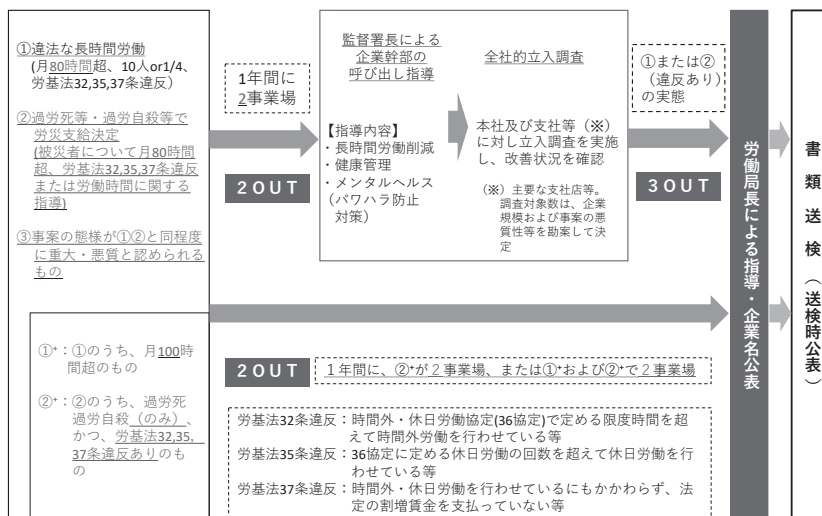 ①違法な長時間労働
(月80時間超、10人or1/4、
労基法32,35,37条違反）
②過労死等・過労自殺等で
労災支給決定
(被災者について月80時間
超、労基法32,35,37条違反
または労働時間に関する
指導)
③事案の態様が①②と同程度
に重大・悪質と認められる
もの
1年間に
2事業場
2OUT
監督署長による
企業幹部の
呼び出し指導
【指導内容】
・長時間労働削減
・健康管理
・メンタルヘルス
（パワハラ防止
対策）
全社的立入調査
本社及び支社等（※）
に対し立入調査を実施
し、改善状況を確認
（※）主要な支社店等。
調査対象数は、企業
規模および事案の悪
質性等を勘案して決
定
①または②
（違反あり）
の実態
3OUT
労働局長による指導・企業名公表
書類送検（送検時公表）
①⁺：①のうち、月100時
間超のもの
②⁺：②のうち、過労死
過労自殺（のみ）、
かつ、労基法32,35,
37条違反ありのも
の
2OUT
1年間に、②⁺が２事業場、または①⁺および②⁺で２事業場
労基法32条違反：時間外・休日労働協定(36協定)で定める限度時間を超
えて時間外労働を行わせている等
労基法35条違反：36協定に定める休日労働の回数を超えて休日労働を行
わせている等
労基法37条違反：時間外・休日労働を行わせているにもかかわらず、法
定の割増賃金を支払っていない等